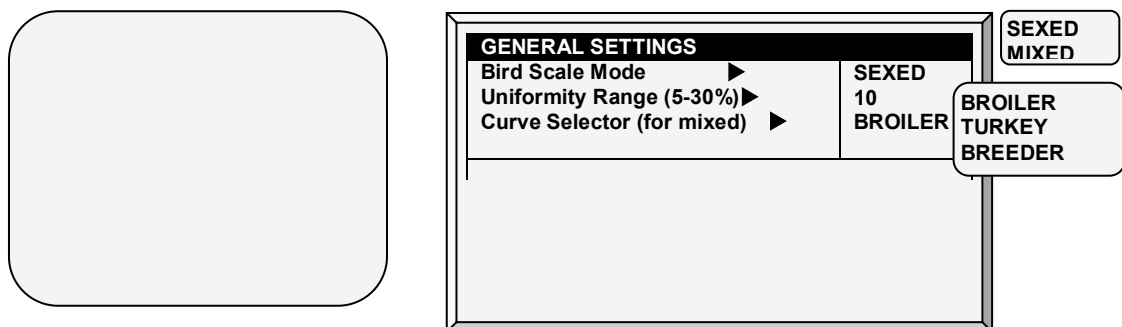 GENERAL SETTINGS
Bird Scale Mode ▶ SEXED
Uniformity Range (5-30%)▶ 10
Curve Selector (for mixed) ▶ BROILER
SEXED
MIXED
BROILER
TURKEY
BREEDER